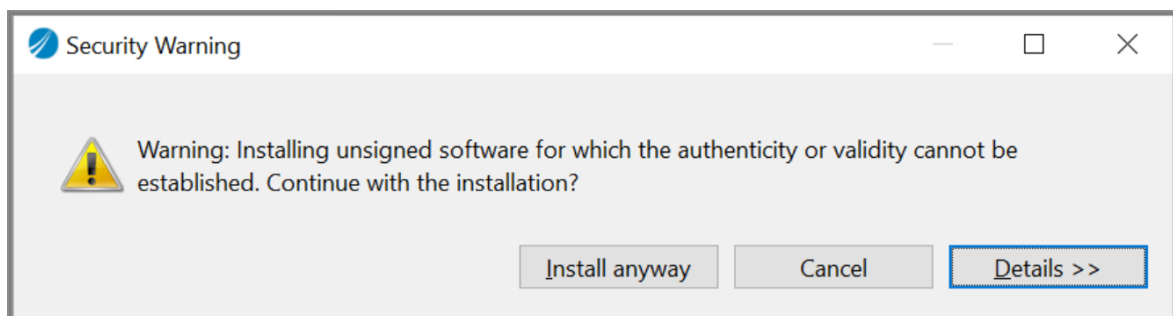 Security Warning
Warning: Installing unsigned software for which the authenticity or validity cannot be
established. Continue with the installation?
Install anyway
Cancel
Details >>